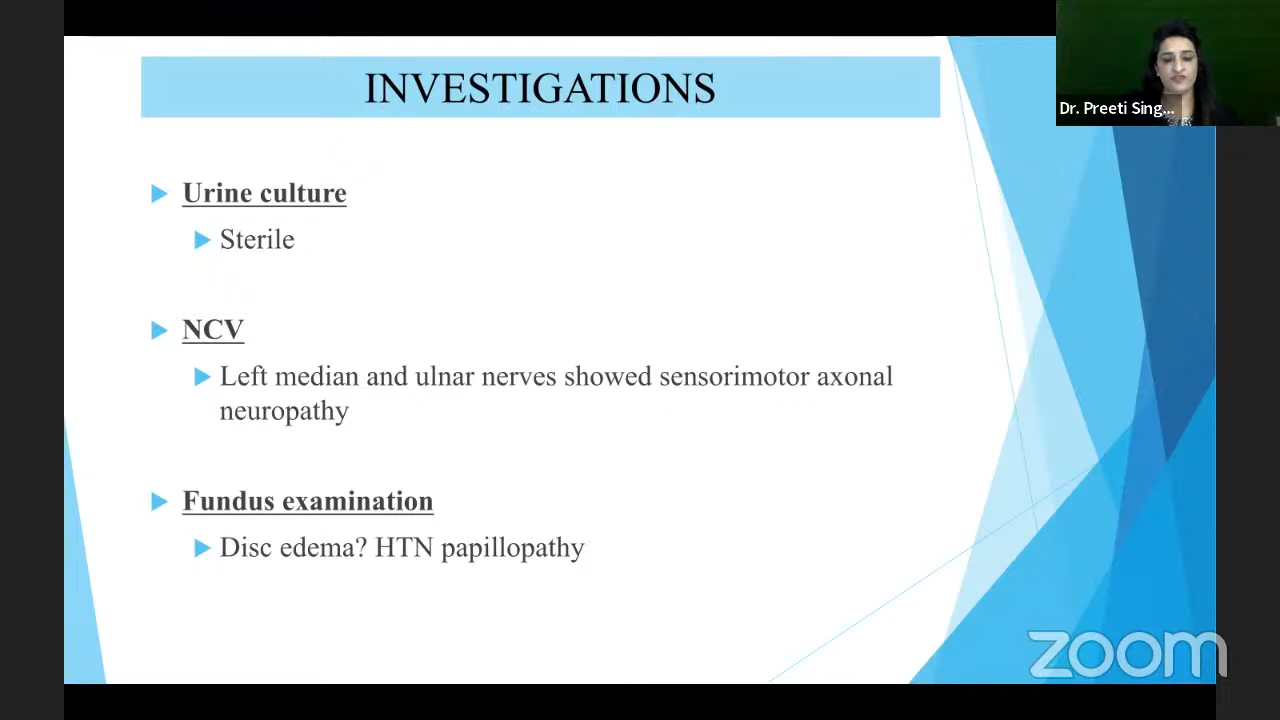 INVESTIGATIONS
Dr. Preeti Sing...
Urine culture
Sterile
NCV
Left median and ulnar nerves showed sensorimotor axonal
neuropathy
Fundus examination
Disc edema? HTN papillopathy
zoom